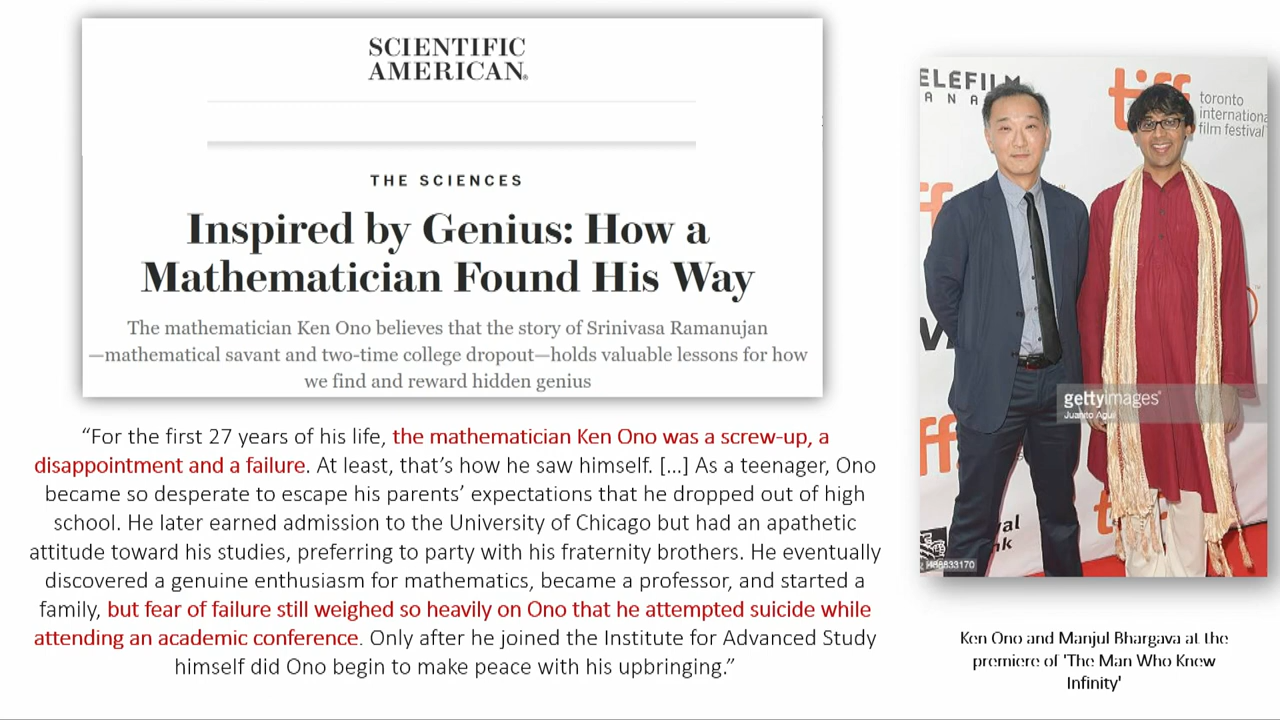 SCIENTIFIC
AMERICAN®
THE SCIENCES
Inspired by Genius: How a
Mathematician Found His Way
The mathematician Ken Ono believes that the story of Srinivasa Ramanujan
—mathematical savant and two-time college dropout—holds valuable lessons for how
we find and reward hidden genius
“For the first 27 years of his life, the mathematician Ken Ono was a screw-up, a
disappointment and a failure. At least, that’s how he saw himself. [...] As a teenager, Ono
became so desperate to escape his parents’ expectations that he dropped out of high
school. He later earned admission to the University of Chicago but had an apathetic
attitude toward his studies, preferring to party with his fraternity brothers. He eventually
discovered a genuine enthusiasm for mathematics, became a professor, and started a
family, but fear of failure still weighed so heavily on Ono that he attempted suicide while
attending an academic conference. Only after he joined the Institute for Advanced Study
himself did Ono begin to make peace with his upbringing.”
ELEFILM
ANA
tiff
toronto
international
film festival
gettyimages®
Juanito Aguil
Ken Ono and Manjul Bhargava at the
premiere of 'The Man Who Knew
Infinity'